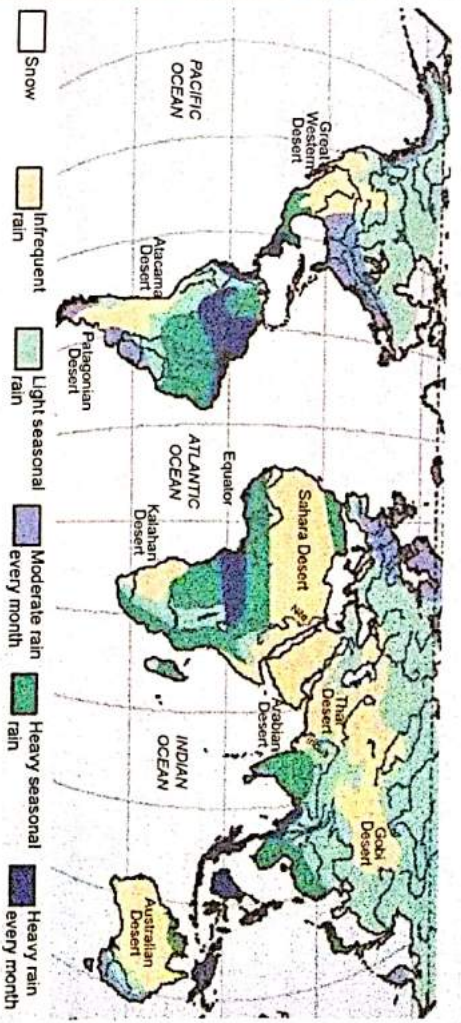 PACIFIC
OCEAN
Great
Western
Desert
Atacama
Desert
Patagonian
Desert
ATLANTIC
OCEAN
Equator
Sahara Desert
Nile
Kalahari
Desert
Arabian
Desert
Thar
Desert
Gobi
Desert
INDIAN
OCEAN
Australian
Desert
Snow
Infrequent
rain
Light seasonal
rain
Moderate rain
every month
Heavy seasonal
rain
Heavy rain
every month